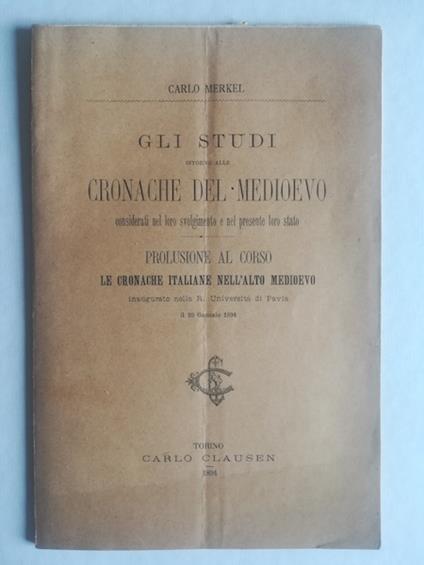 CARLO MERKEL
GLI STUDI
INTORNO ALLE
CRONACHE DEL MEDIOEVO
considerati nel loro svolgimento e nel presente loro stato
PROLUSIONE AL CORSO
LE CRONACHE ITALIANE NELL'ALTO MEDIOEVO
inaugurato nella R. Università di Pavia
il 20 Gennaio 1894
TORINO
CARLO CLAUSEN
1894